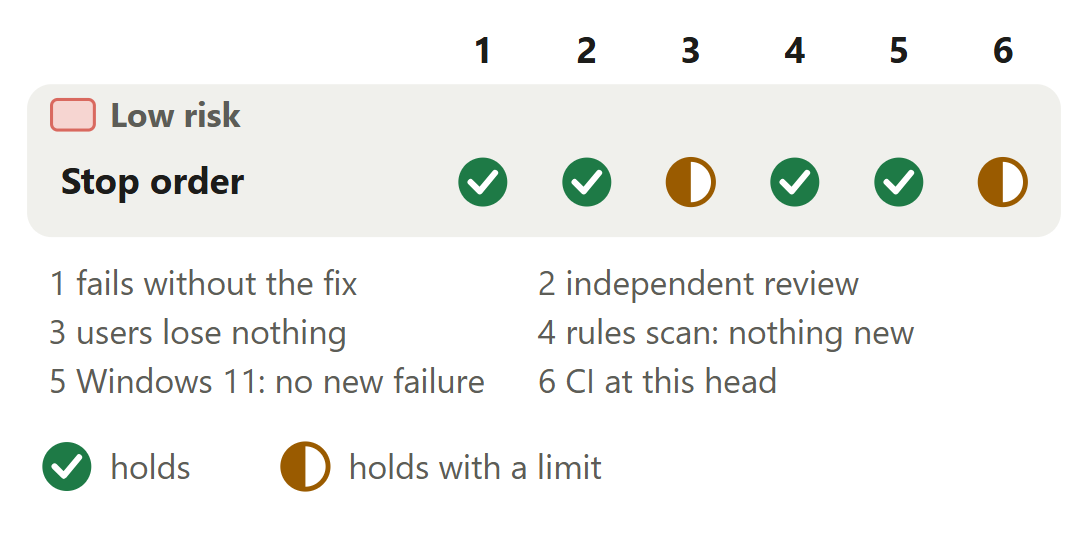 1 2 3 4 5 6
Low risk
Stop order
1 fails without the fix
2 independent review
3 users lose nothing
4 rules scan: nothing new
5 Windows 11: no new failure
6 CI at this head
holds
holds with a limit